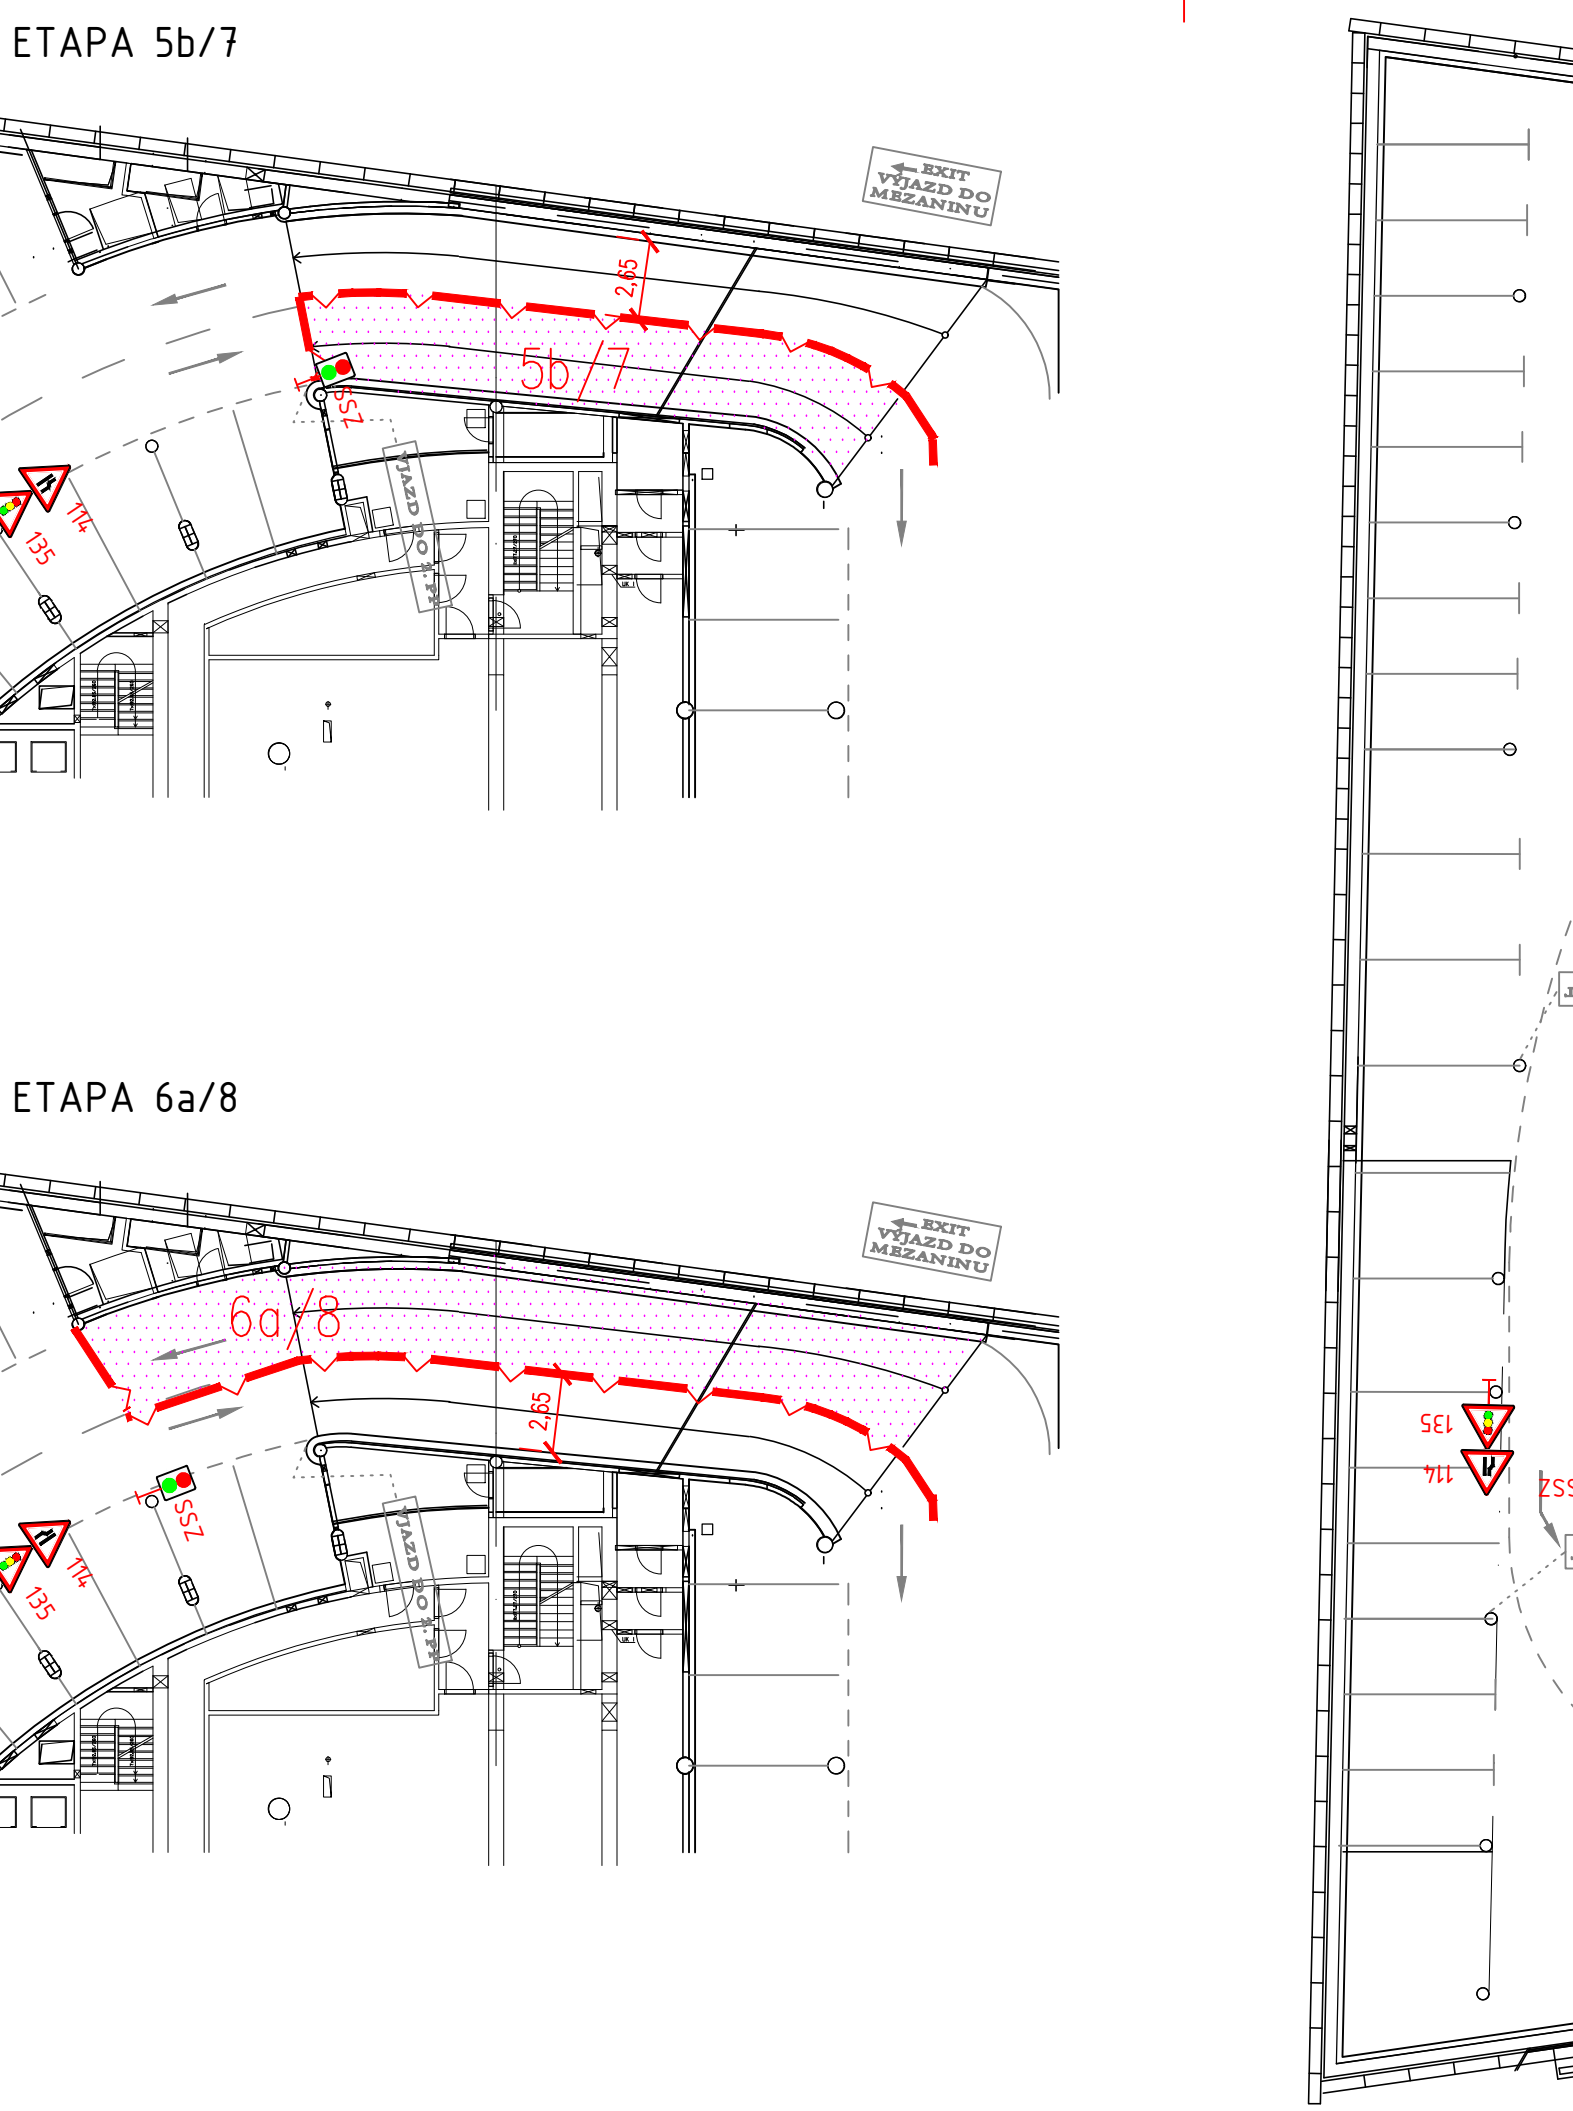 ETAPA 5b/7
EXIT
VÝJAZD DO
MEZANINU
2,65
5b/7
SSZ
VJAZD DO 1. PP
114
135
ETAPA 6a/8
EXIT
VÝJAZD DO
MEZANINU
6a/8
2,65
SSZ
VJAZD DO 1. PP
114
135
135
114